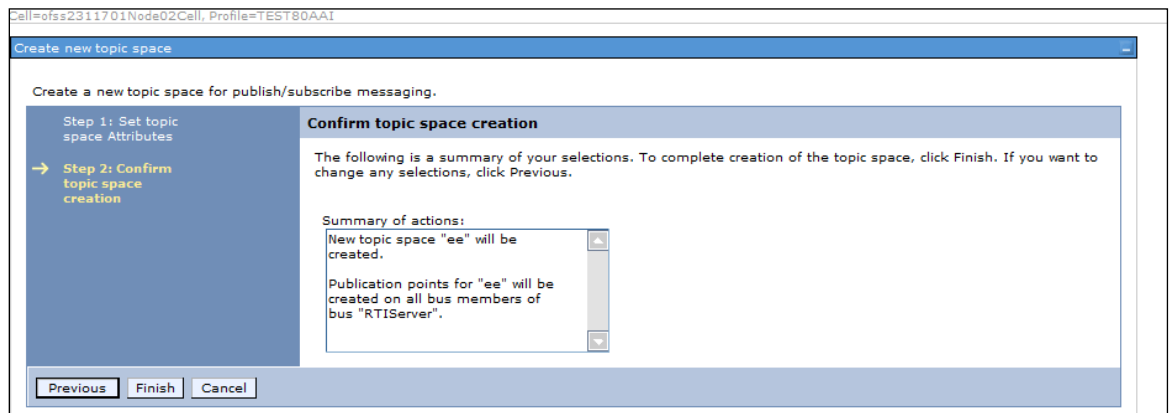 Cell=ofss2311701Node02Cell, Profile=TEST80AAI
Create new topic space
Create a new topic space for publish/subscribe messaging.
Step 1: Set topic
space Attributes
Step 2: Confirm
topic space
creation
Confirm topic space creation
The following is a summary of your selections. To complete creation of the topic space, click Finish. If you want to
change any selections, click Previous.
Summary of actions:
New topic space "ee" will be
created.
Publication points for "ee" will be
created on all bus members of
bus "RTIServer".
Previous Finish Cancel